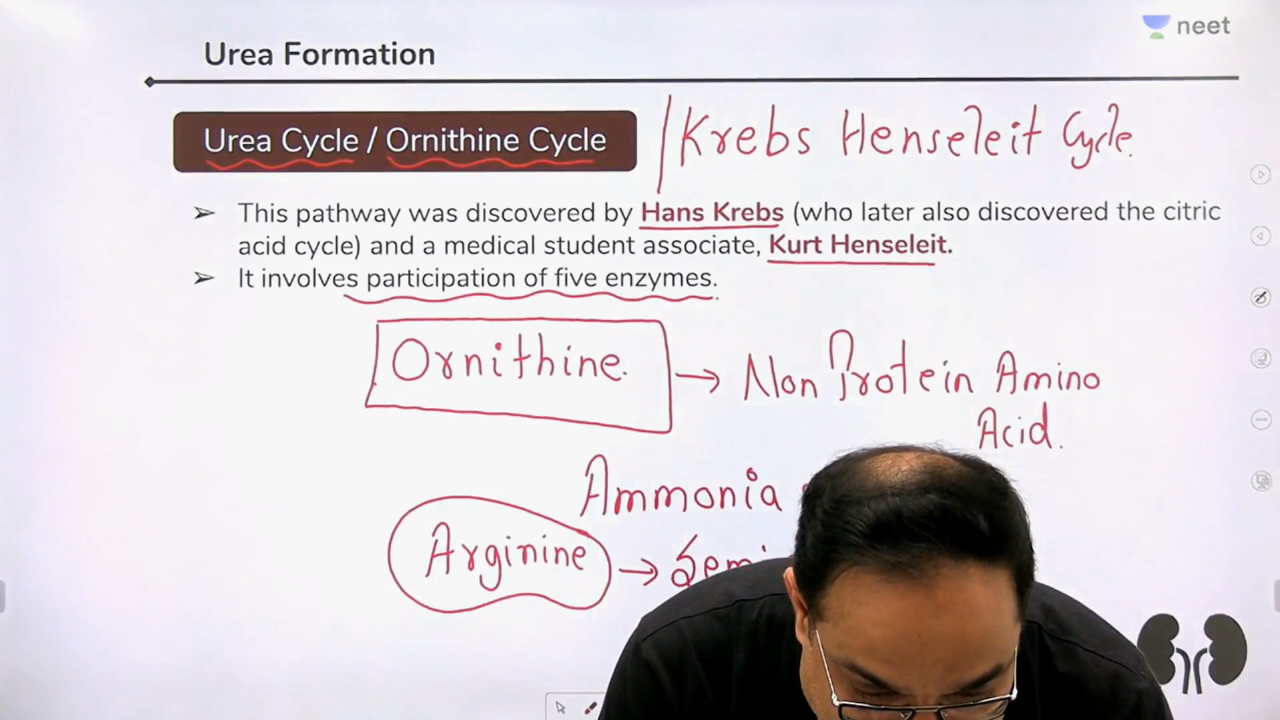 neet
Urea Formation
Urea Cycle / Ornithine Cycle / Krebs Henseleit Cycle.
➢ This pathway was discovered by Hans Krebs (who later also discovered the citric
acid cycle) and a medical student associate, Kurt Henseleit.
➢ It involves participation of five enzymes.
Ornithine. → Non Protein Amino
Acid.
Ammonia
Arginine →